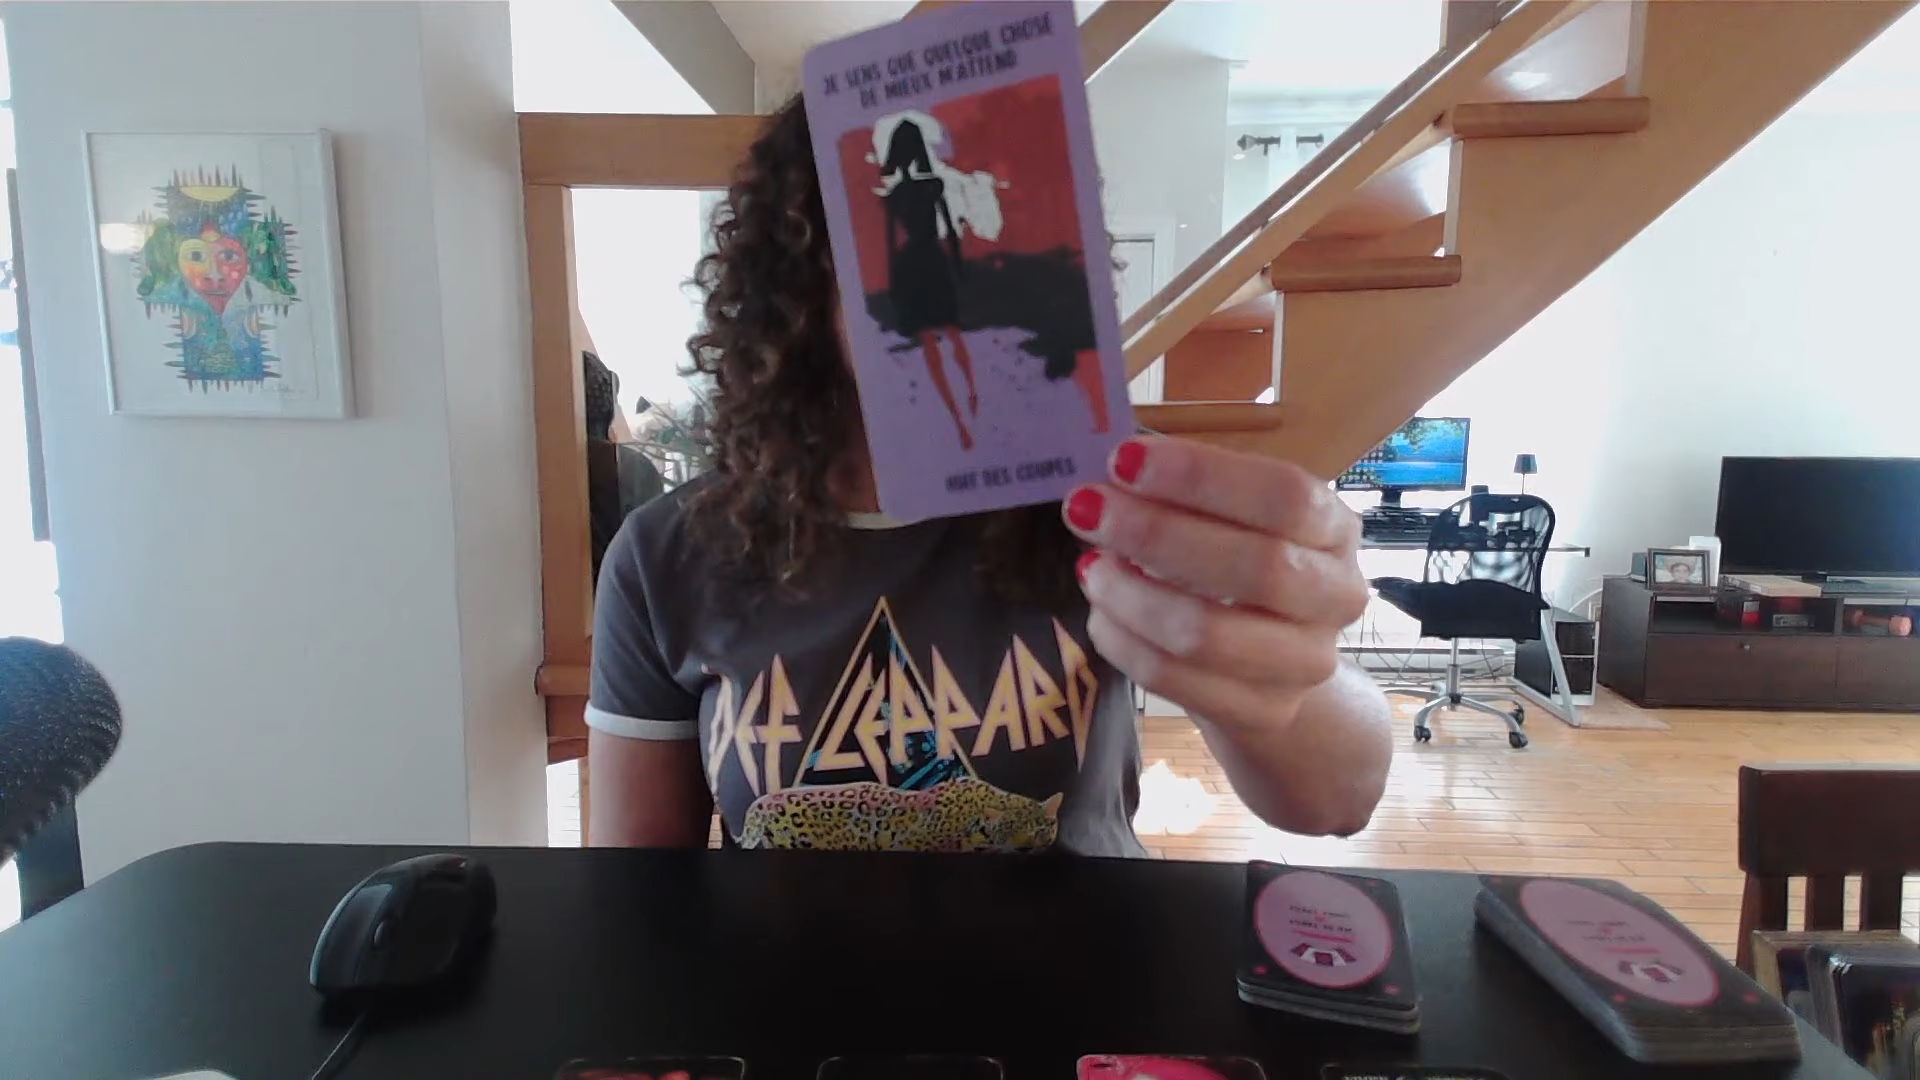 JE SENS QUE QUELQUE CHOSE
DE MIEUX M'ATTEND
HUIT DES COUPES
DEF LEPPARD